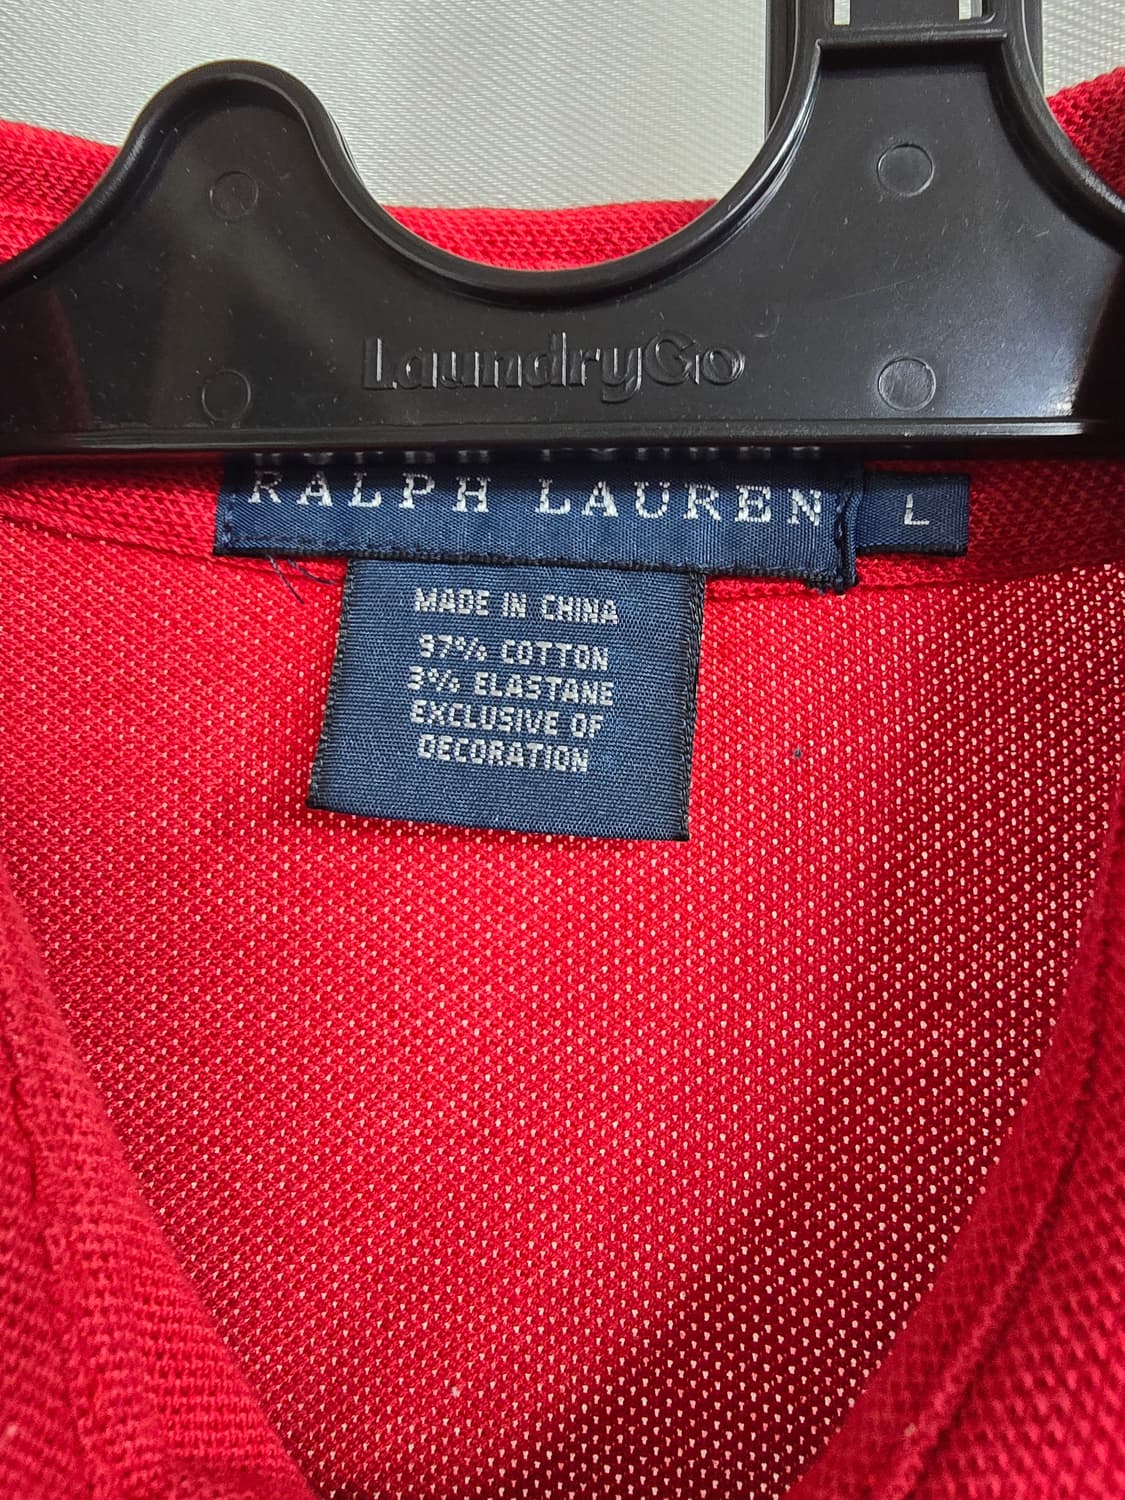 LaundryGo
RALPH LAUREN
L
MADE IN CHINA
97% COTTON
3% ELASTANE
EXCLUSIVE OF
DECORATION